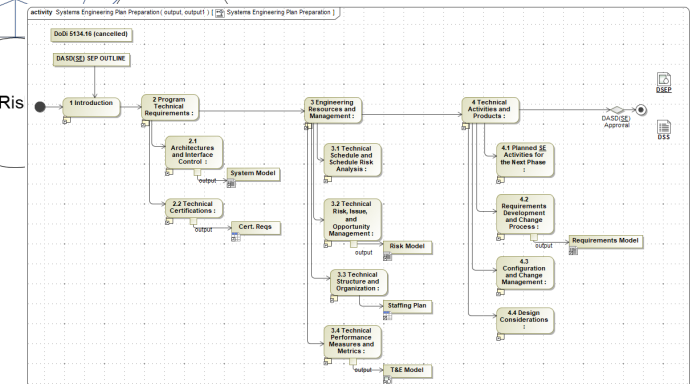 activity Systems Engineering Plan Preparation ( output, output1 ) [ Systems Engineering Plan Preparation ]
DoDi 5134.16 (cancelled)
DASD(SE) SEP OUTLINE
Ris
1 Introduction
2 Program
Technical
Requirements :
2.1
Architectures
and Interface
Control :
output
System Model
2.2 Technical
Certifications :
output
Cert. Reqs
3 Engineering
Resources and
Management :
3.1 Technical
Schedule and
Schedule Risk
Analysis :
3.2 Technical
Risk, Issue,
and
Opportunity
Management :
output
Risk Model
3.3 Technical
Structure and
Organization :
Staffing Plan
3.4 Technical
Performance
Measures and
Metrics :
output
T&E Model
4 Technical
Activities and
Products :
4.1 Planned SE
Activities for
the Next Phase
:
4.2
Requirements
Development
and Change
Process :
output
Requirements Model
4.3
Configuration
and Change
Management :
4.4 Design
Considerations
:
DASD(SE)
Approral
DSEP
DSS